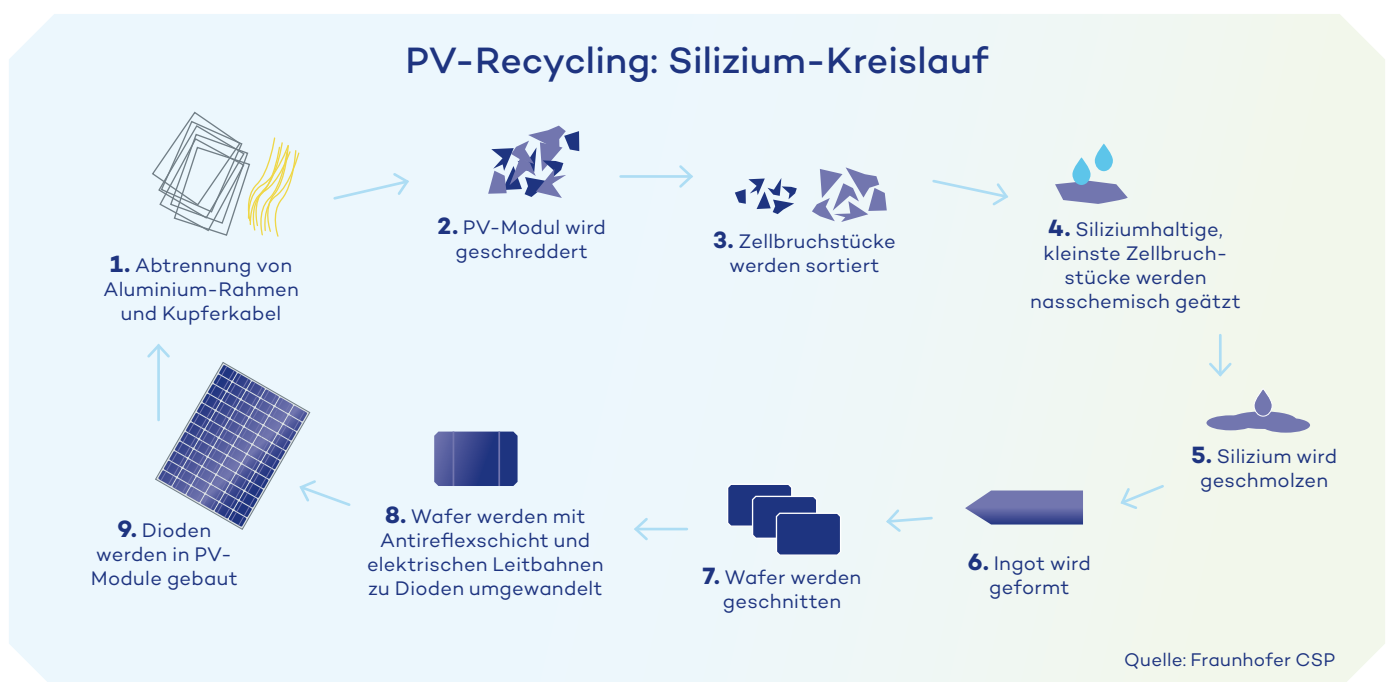 PV-Recycling: Silizium-Kreislauf
1. Abtrennung von
Aluminium-Rahmen
und Kupferkabel
2. PV-Modul wird
geschreddert
3. Zellbruchstücke
werden sortiert
4. Siliziumhaltige,
kleinste Zellbruch-
stücke werden
nasschemisch geätzt
5. Silizium wird
geschmolzen
6. Ingot wird
geformt
7. Wafer werden
geschnitten
8. Wafer werden mit
Antireflexschicht und
elektrischen Leitbahnen
zu Dioden umgewandelt
9. Dioden
werden in PV-
Module gebaut
Quelle: Fraunhofer CSP